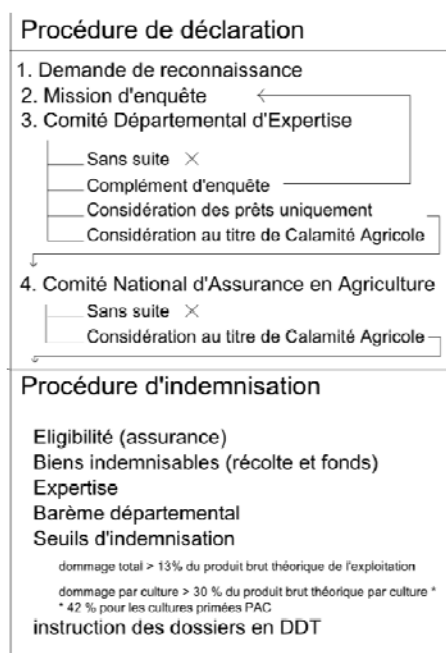 Procédure de déclaration
1. Demande de reconnaissance
2. Mission d'enquête
3. Comité Départemental d'Expertise
Sans suite
Complément d'enquête
Considération des prêts uniquement
Considération au titre de Calamité Agricole
4. Comité National d'Assurance en Agriculture
Sans suite
Considération au titre de Calamité Agricole
Procédure d'indemnisation
Eligibilité (assurance)
Biens indemnisables (récolte et fonds)
Expertise
Barème départemental
Seuils d'indemnisation
dommage total > 13% du produit brut théorique de l'exploitation
dommage par culture > 30 % du produit brut théorique par culture *
* 42 % pour les cultures primées PAC
instruction des dossiers en DDT